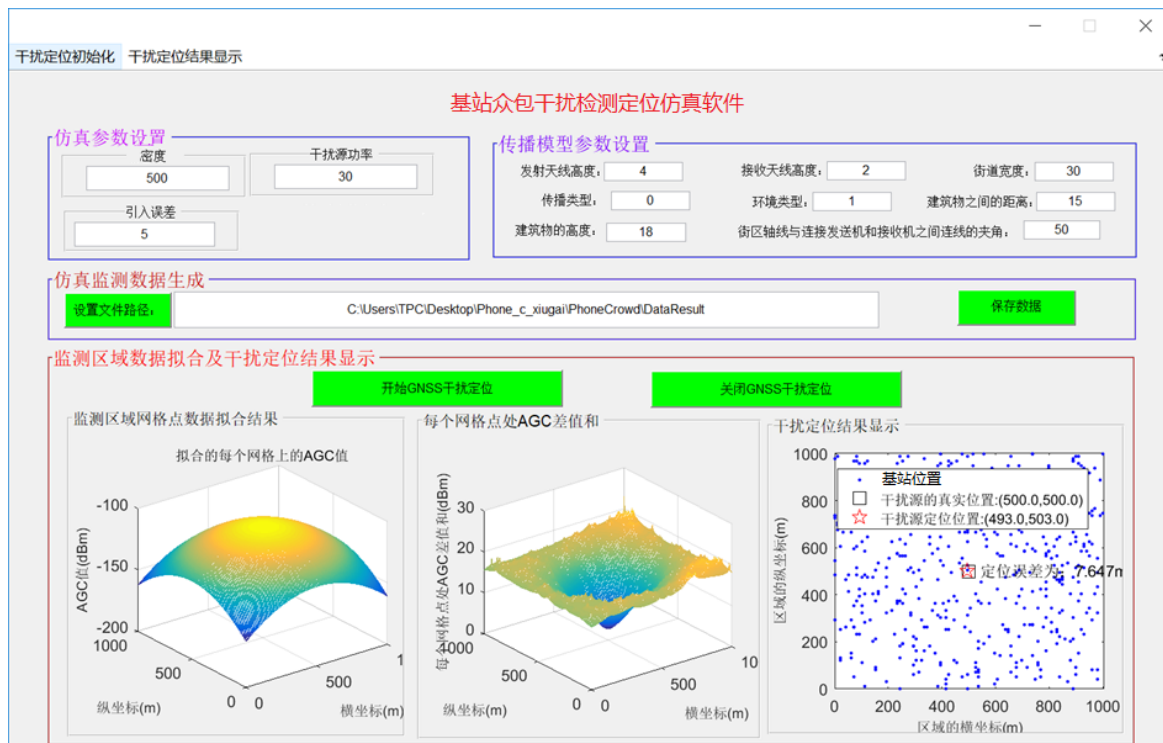 干扰定位初始化 干扰定位结果显示
基站众包干扰检测定位仿真软件
仿真参数设置
密度
500
干扰源功率
30
引入误差
5
传播模型参数设置
发射天线高度： 4 接收天线高度： 2 街道宽度： 30
传播类型： 0 环境类型： 1 建筑物之间的距离： 15
建筑物的高度： 18 街区轴线与连接发送机和接收机之间连线的夹角： 50
仿真监测数据生成
设置文件路径： C:\Users\TPC\Desktop\Phone_c_xiugai\PhoneCrowd\DataResult 保存数据
监测区域数据拟合及干扰定位结果显示
开始GNSS干扰定位 关闭GNSS干扰定位
监测区域网格点数据拟合结果
拟合的每个网格上的AGC值
AGC值(dBm)
-100
-150
-200
1000
500
0
0
500
1
纵坐标(m)
横坐标(m)
每个网格点处AGC差值和
每个网格点处AGC差值和(dBm)
30
20
10
0
1000
500
0
0
500
10
纵坐标(m)
横坐标(m)
干扰定位结果显示
区域的纵坐标(m)
1000
800
600
400
200
0
基站位置
干扰源的真实位置:(500.0,500.0)
干扰源定位位置:(493.0,503.0)
定位误差为 7.647m
0 200 400 600 800 1000
区域的横坐标(m)